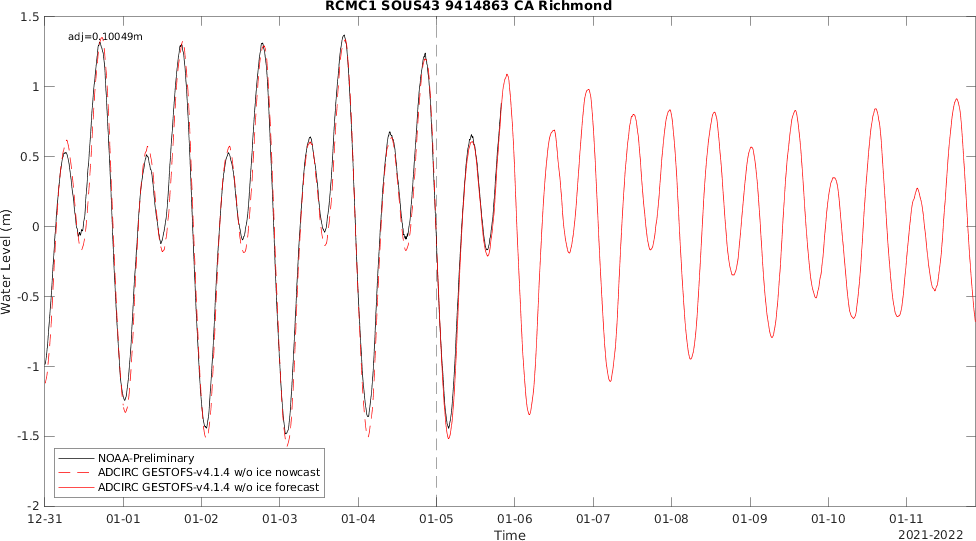 RCMC1 SOUS43 9414863 CA Richmond
adj=0.10049m
1.5
1
0.5
0
-0.5
-1
-1.5
-2
Water Level (m)
NOAA-Preliminary
ADCIRC GESTOFS-v4.1.4 w/o ice nowcast
ADCIRC GESTOFS-v4.1.4 w/o ice forecast
12-31 01-01 01-02 01-03 01-04 01-05 01-06 01-07 01-08 01-09 01-10 01-11
Time
2021-2022